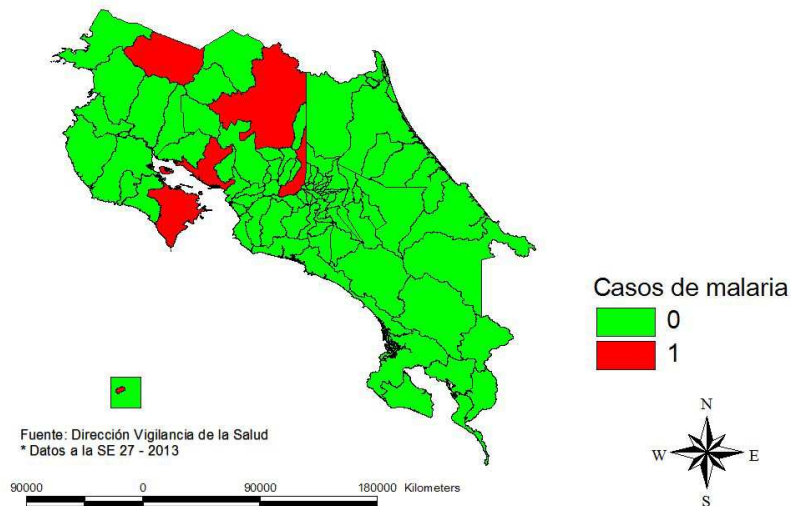 Casos de malaria
0
1
Fuente: Dirección Vigilancia de la Salud
* Datos a la SE 27 - 2013
90000 0 90000 180000 Kilometers
N
W E
S